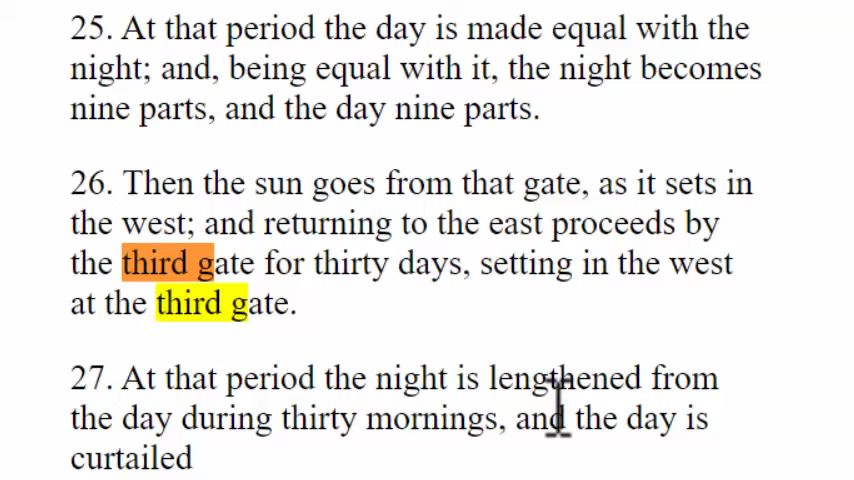 25. At that period the day is made equal with the
night; and, being equal with it, the night becomes
nine parts, and the day nine parts.
26. Then the sun goes from that gate, as it sets in
the west; and returning to the east proceeds by
the third gate for thirty days, setting in the west
at the third gate.
27. At that period the night is lengthened from
the day during thirty mornings, and the day is
curtailed